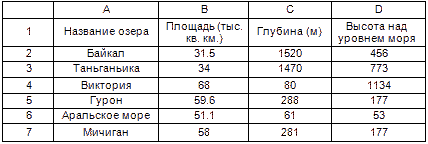 A B C D
1 Название озера Площадь (тыс. кв. км.) Глубина (м) Высота над уровнем моря
2 Байкал 31.5 1520 456
3 Таньганьика 34 1470 773
4 Виктория 68 80 1134
5 Гурон 59.6 288 177
6 Аральское море 51.1 61 53
7 Мичиган 58 281 177